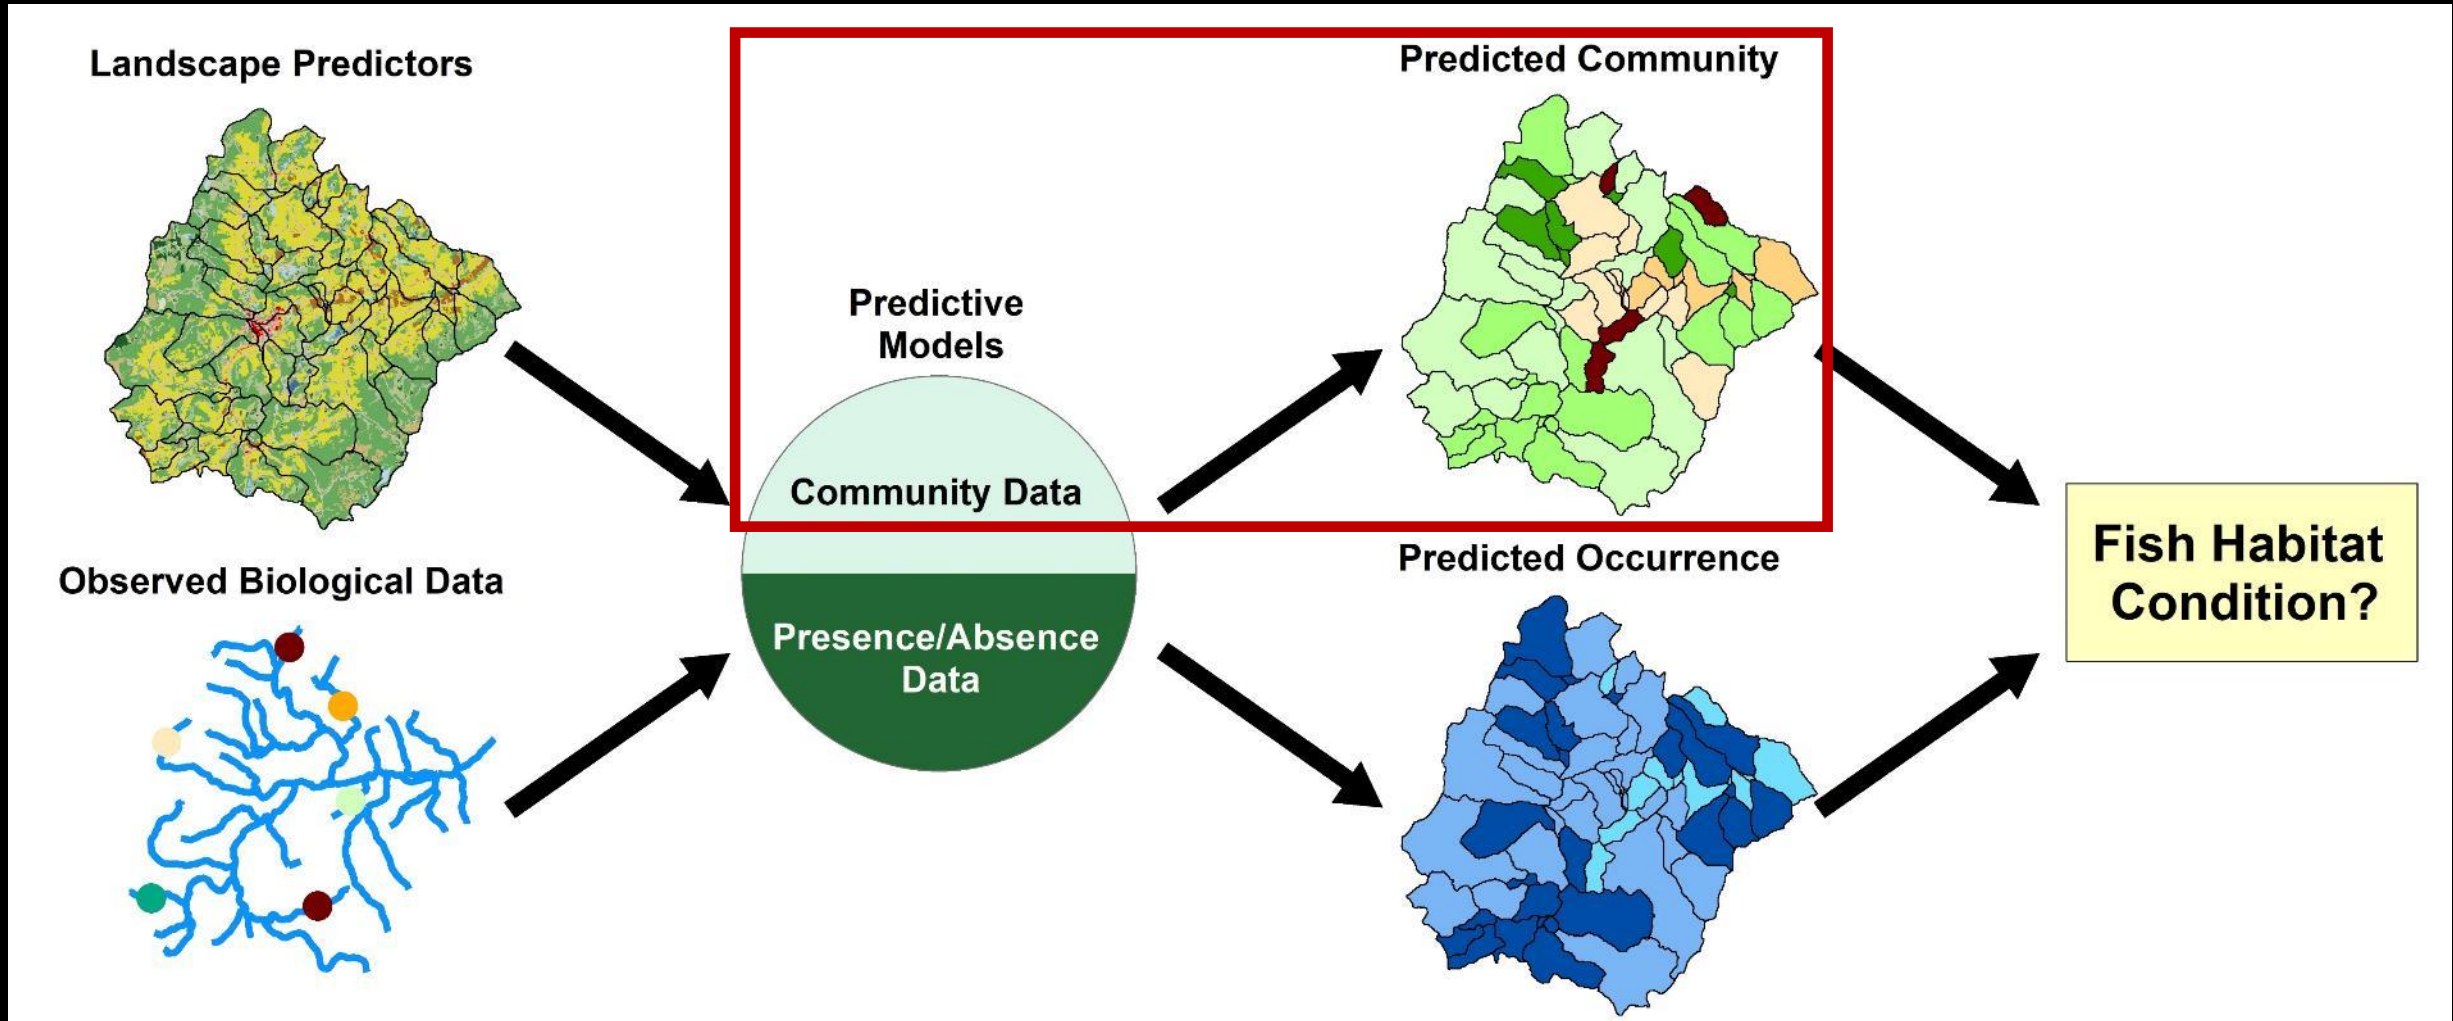 Landscape Predictors
Observed Biological Data
Predictive
Models
Community Data
Presence/Absence
Data
Predicted Community
Predicted Occurrence
Fish Habitat
Condition?